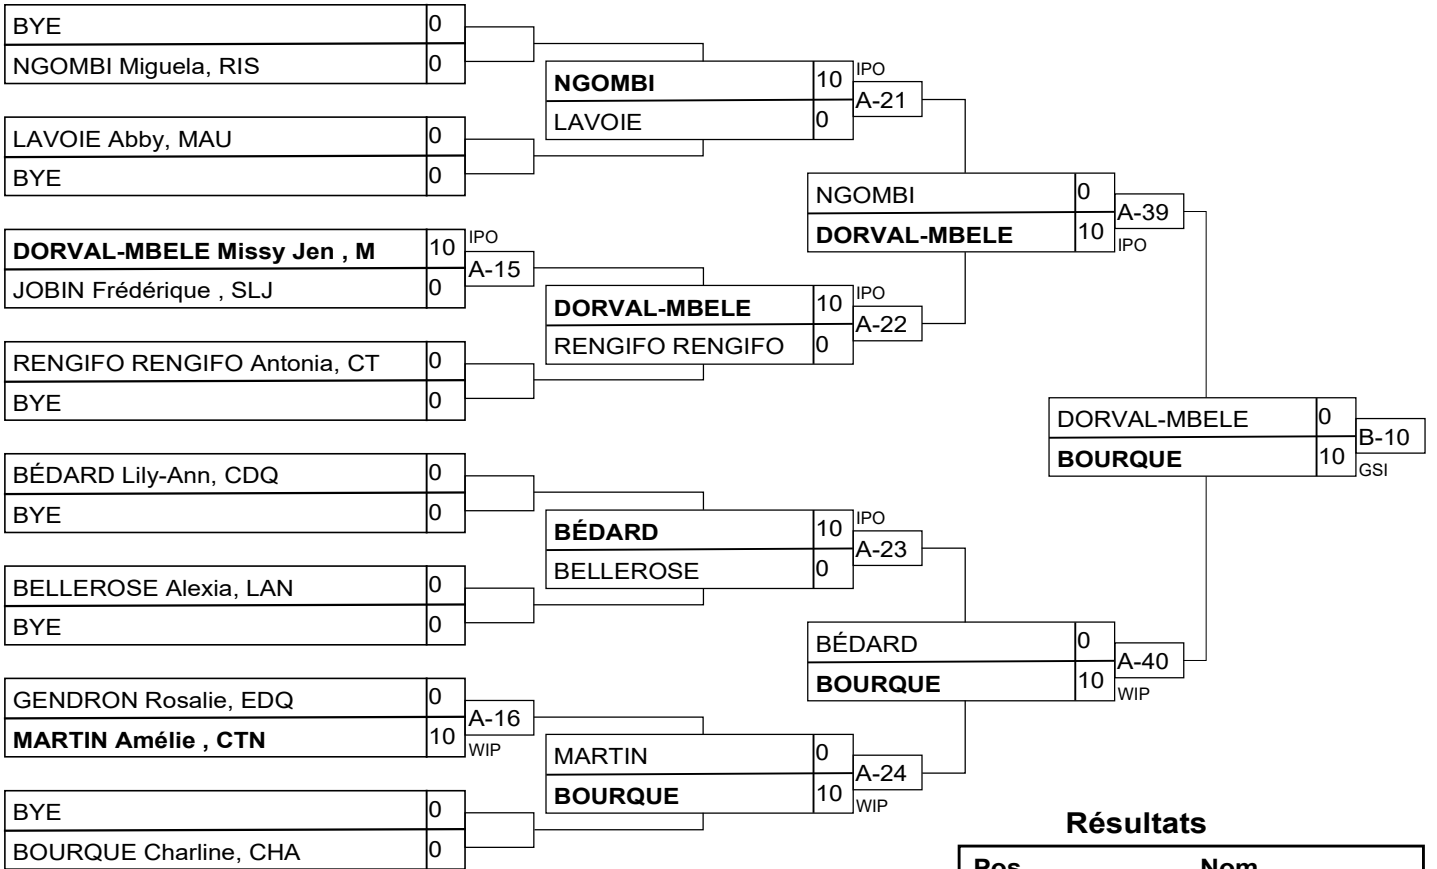 BYE 0
NGOMBI Miguela, RIS 0
LAVOIE Abby, MAU 0
BYE 0
DORVAL-MBELE Missy Jen , M 10 IPO
A-15
JOBIN Frédérique , SLJ 0
RENGIFO RENGIFO Antonia, CT 0
BYE 0
BÉDARD Lily-Ann, CDQ 0
BYE 0
BELLEROSE Alexia, LAN 0
BYE 0
GENDRON Rosalie, EDQ 0
A-16
MARTIN Amélie , CTN 10 WIP
BYE 0
BOURQUE Charline, CHA 0
NGOMBI 10 IPO
A-21
LAVOIE 0
DORVAL-MBELE 10 IPO
A-22
RENGIFO RENGIFO 0
BÉDARD 10 IPO
A-23
BELLEROSE 0
MARTIN 0
A-24
BOURQUE 10 WIP
NGOMBI 0
A-39
DORVAL-MBELE 10 IPO
BÉDARD 0
A-40
BOURQUE 10 WIP
DORVAL-MBELE 0
B-10
BOURQUE 10 GSI
Résultats
Pos Nom